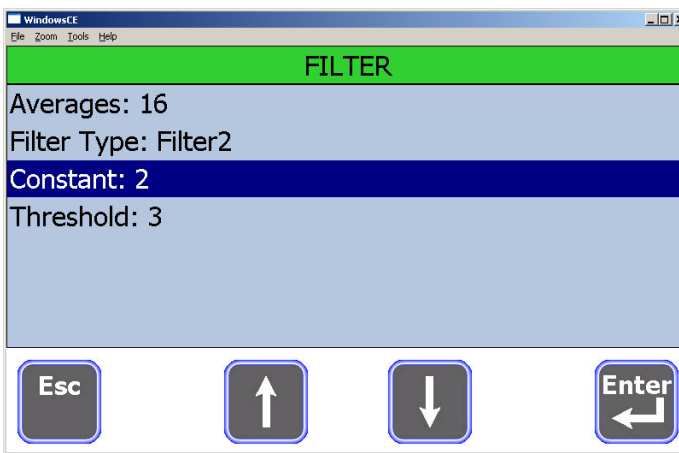 WindowsCE
File Zoom Tools Help
FILTER
Averages: 16
Filter Type: Filter2
Constant: 2
Threshold: 3
Esc
Enter